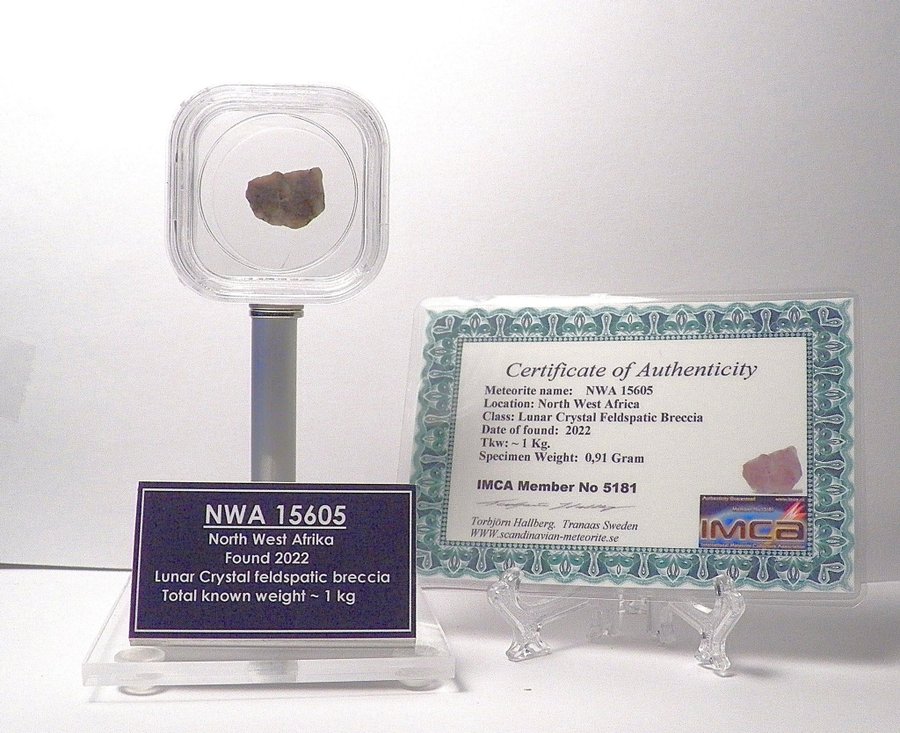 NWA 15605
North West Afrika
Found 2022
Lunar Crystal feldspatic breccia
Total known weight ~ 1 kg
Certificate of Authenticity
Meteorite name: NWA 15605
Location: North West Africa
Class: Lunar Crystal Feldspatic Breccia
Date of found: 2022
Tkw: ~ 1 Kg.
Specimen Weight: 0,91 Gram
IMCA Member No 5181
Torbjörn Hallberg. Tranaas Sweden
WWW.scandinavian-meteorite.se
Authenticity Guaranteed
IMCA